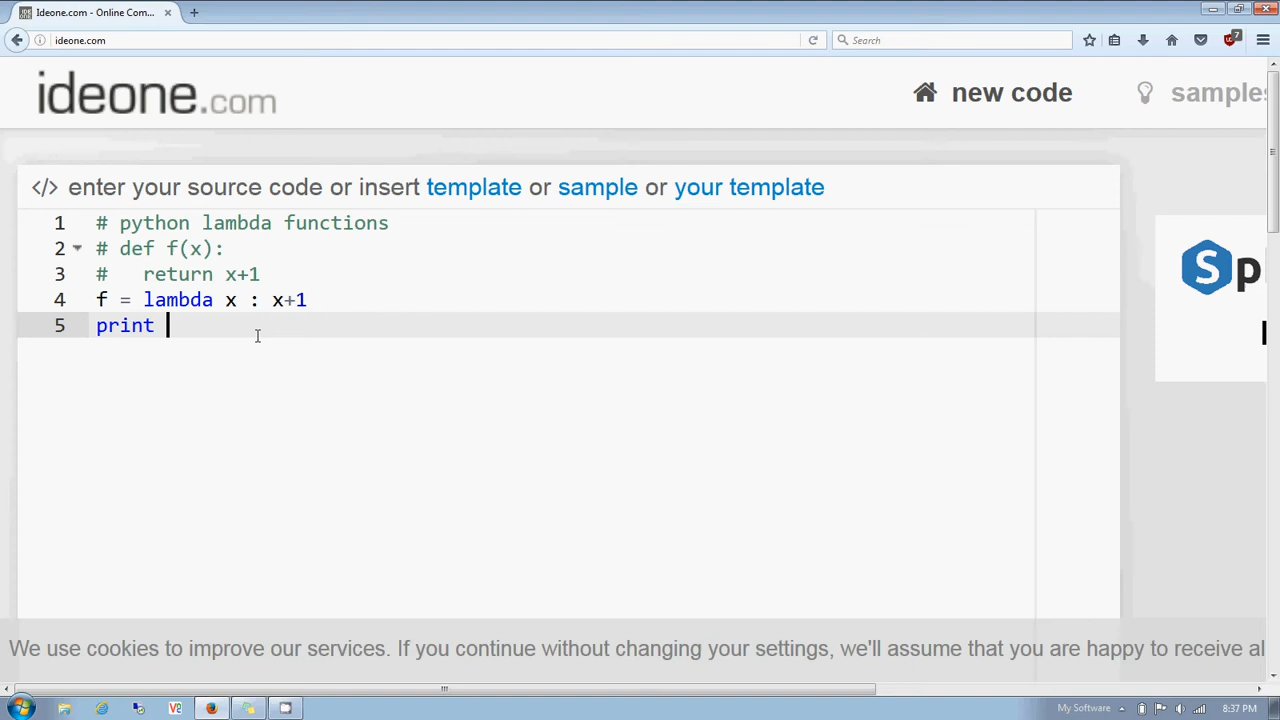 Ideone.com - Online Com...
ideone.com
Search
7
ideone.com
new code
samples
</> enter your source code or insert template or sample or your template
1 # python lambda functions
2 # def f(x):
3 #   return x+1
4 f = lambda x : x+1
5 print
Sp
We use cookies to improve our services. If you continue without changing your settings, we'll assume that you are happy to receive al
My Software
8:37 PM